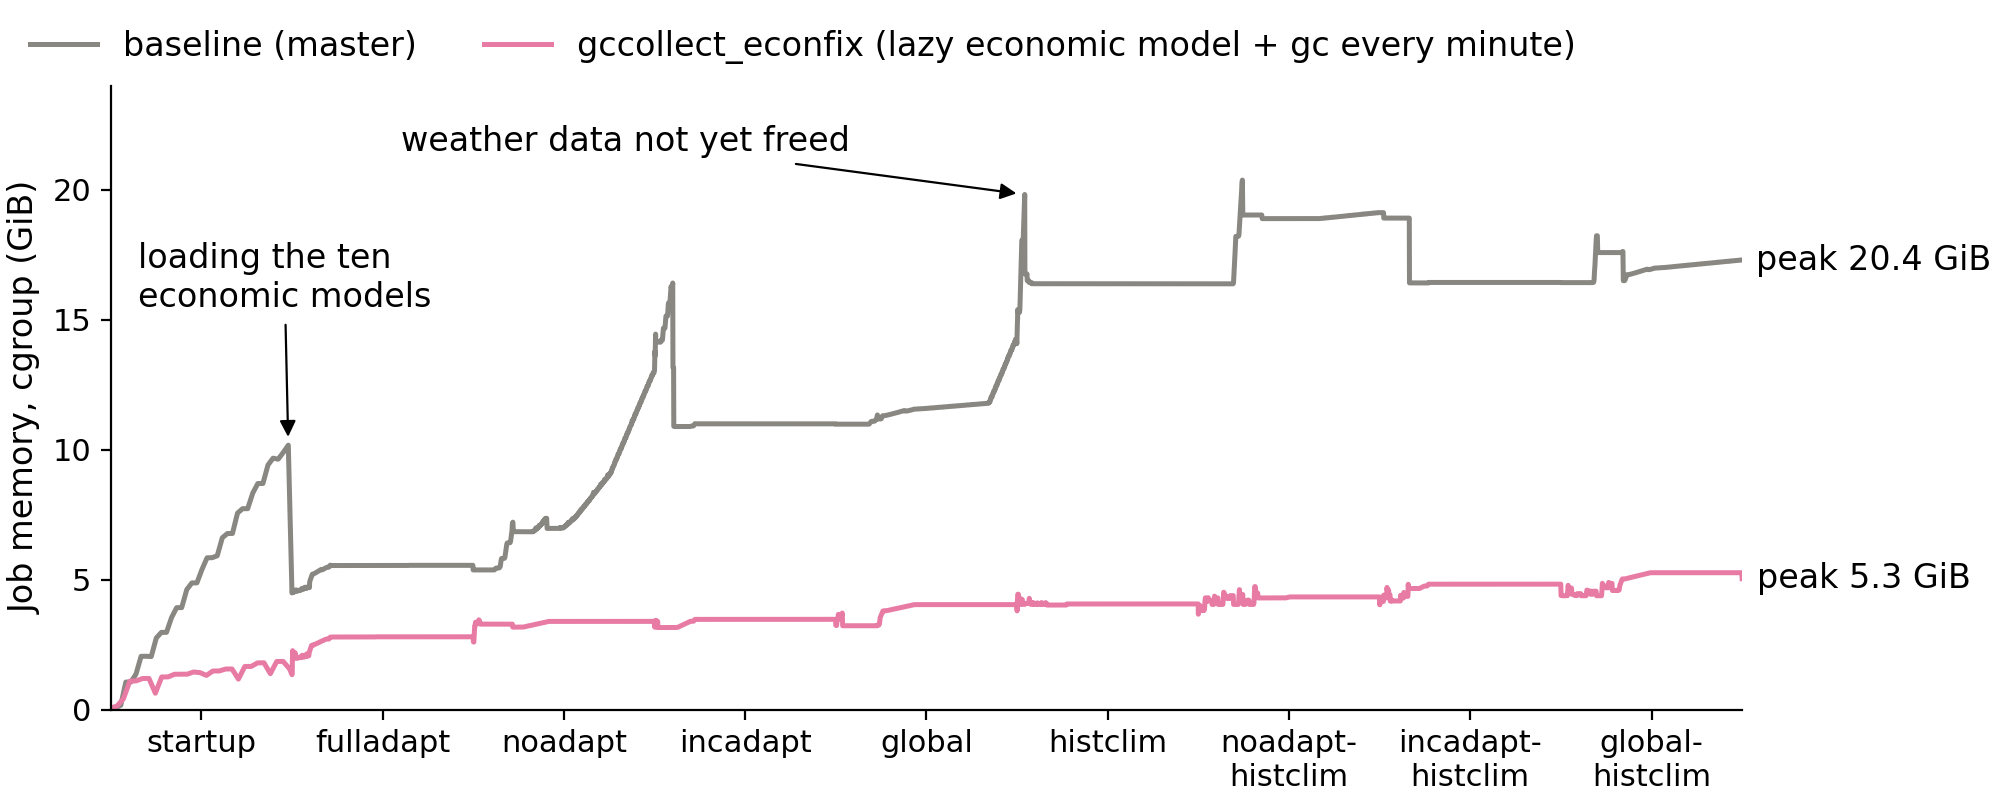 baseline (master)
gccollect_econfix (lazy economic model + gc every minute)
weather data not yet freed
loading the ten
economic models
Job memory, cgroup (GiB)
20
15
10
5
0
peak 20.4 GiB
peak 5.3 GiB
startup
fulladapt
noadapt
incadapt
global
histclim
noadapt-
histclim
incadapt-
histclim
global-
histclim